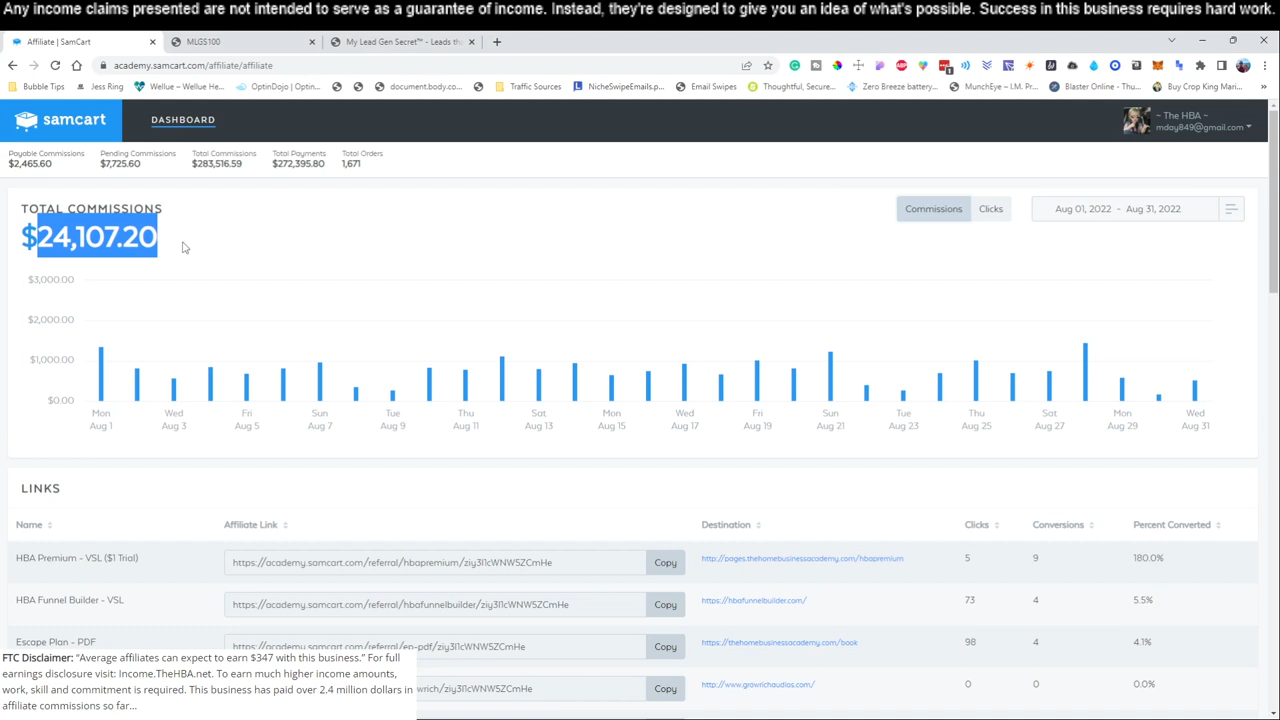 Any income claims presented are not intended to serve as a guarantee of income. Instead, they're designed to give you an idea of what's possible. Success in this business requires hard work.
Affiliate | SamCart
MLGS100
My Lead Gen Secret™ - Leads th
academy.samcart.com/affiliate/affiliate
Bubble Tips
Jess Ring
Wellue — Wellue He...
OptinDojo | Optin...
document.body.co...
Traffic Sources
NicheSwipeEmails.p...
Email Swipes
Thoughtful, Secure...
Zero Breeze battery...
MunchEye — I.M. Pr...
Blaster Online - Thu...
Buy Crop King Mari...
samcart
DASHBOARD
~ The HBA ~
mday849@gmail.com
Payable Commissions Pending Commissions Total Commissions Total Payments Total Orders
$2,465.60 $7,725.60 $283,516.59 $272,395.80 1,671
TOTAL COMMISSIONS
$24,107.20
Commissions Clicks
Aug 01, 2022 - Aug 31, 2022
$3,000.00
$2,000.00
$1,000.00
$0.00
Mon Wed Fri Sun Tue Thu Sat Mon Wed Fri Sun Tue Thu Sat Mon Wed
Aug 1 Aug 3 Aug 5 Aug 7 Aug 9 Aug 11 Aug 13 Aug 15 Aug 17 Aug 19 Aug 21 Aug 23 Aug 25 Aug 27 Aug 29 Aug 31
LINKS
Name Affiliate Link Destination Clicks Conversions Percent Converted
HBA Premium - VSL ($1 Trial) https://academy.samcart.com/referral/hbapremium/ziy3l1cWNW5ZCmHe Copy http://pages.thehomebusinessacademy.com/hbapremium 5 9 180.0%
HBA Funnel Builder - VSL https://academy.samcart.com/referral/hbafunnelbuilder/ziy3l1cWNW5ZCmHe Copy https://hbafunnelbuilder.com/ 73 4 5.5%
Escape Plan - PDF https://academy.samcart.com/referral/ep-pdf/ziy3l1cWNW5ZCmHe Copy https://thehomebusinessacademy.com/book 98 4 4.1%
wrich/ziy3l1cWNW5ZCmHe Copy http://www.growrichaudios.com/ 0 0 0.0%
FTC Disclaimer: "Average affiliates can expect to earn $347 with this business." For full
earnings disclosure visit: Income.TheHBA.net. To earn much higher income amounts,
work, skill and commitment is required. This business has paid over 2.4 million dollars in
affiliate commissions so far...